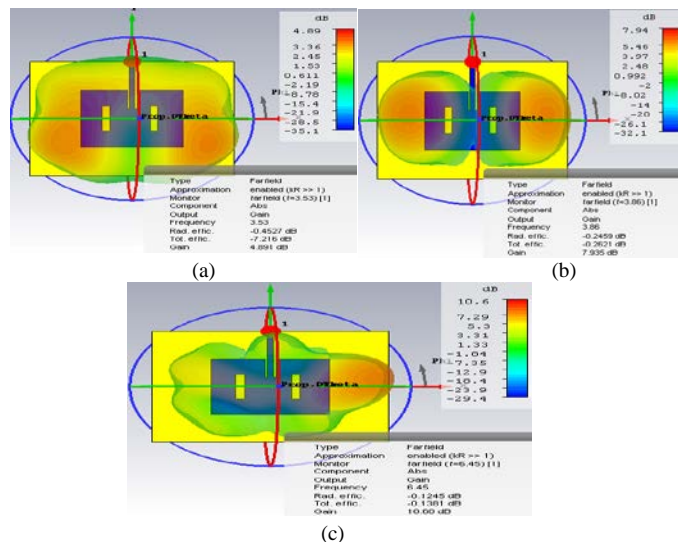 dB
4.89
3.36
2.45
1.53
0.611
-2.19
-8.78
-15.4
-21.9
-28.5
-35.1
1
Type Farfield
Approximation enabled (kR >> 1)
Monitor farfield (f=3.53) [1]
Component Abs
Output Gain
Frequency 3.53
Rad. effic. -0.4527 dB
Tot. effic. -7.216 dB
Gain 4.891 dB
(a)
dB
7.94
5.46
3.97
2.48
0.992
-2
-8.02
-14
-20
-26.1
-32.1
1
Type Farfield
Approximation enabled (kR >> 1)
Monitor farfield (f=3.86) [1]
Component Abs
Output Gain
Frequency 3.86
Rad. effic. -0.2459 dB
Tot. effic. -0.2621 dB
Gain 7.935 dB
(b)
dB
10.6
7.29
5.3
3.31
1.33
-1.04
-7.35
-12.9
-18.4
-23.9
-29.4
1
Type Farfield
Approximation enabled (kR >> 1)
Monitor farfield (f=6.45) [1]
Component Abs
Output Gain
Frequency 6.45
Rad. effic. -0.1245 dB
Tot. effic. -0.1381 dB
Gain 10.60 dB
(c)